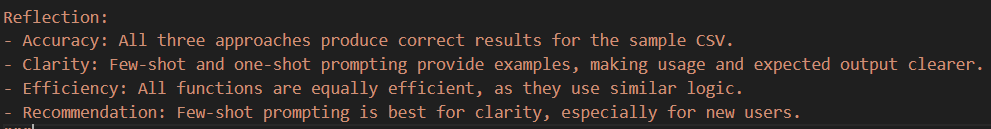 Reflection:
- Accuracy: All three approaches produce correct results for the sample CSV.
- Clarity: Few-shot and one-shot prompting provide examples, making usage and expected output clearer.
- Efficiency: All functions are equally efficient, as they use similar logic.
- Recommendation: Few-shot prompting is best for clarity, especially for new users.